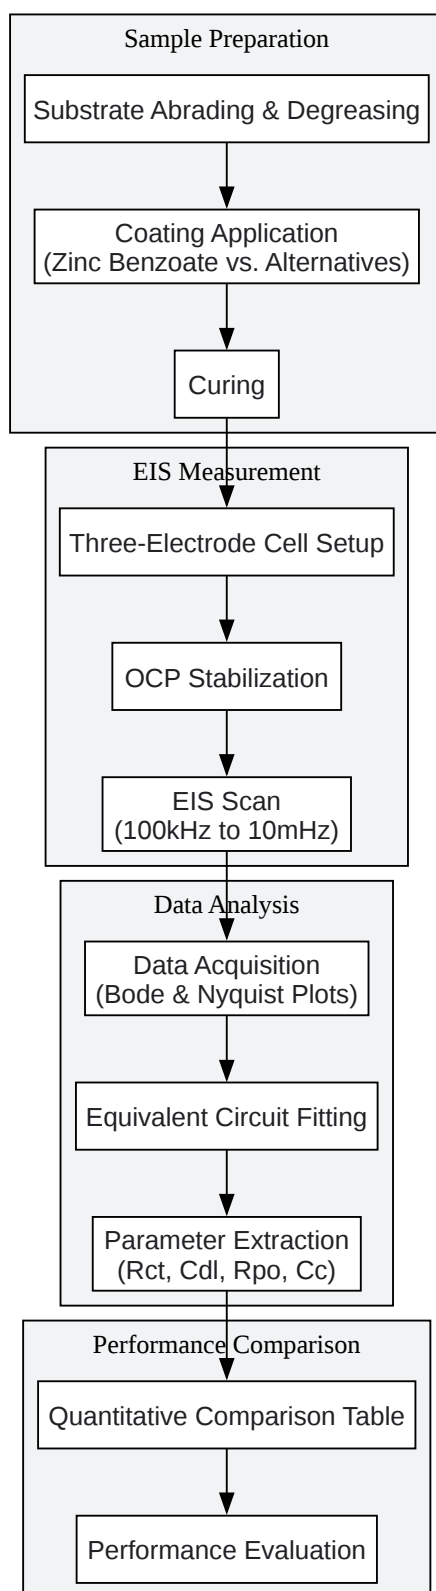 Sample Preparation
Substrate Abrading & Degreasing
Coating Application
(Zinc Benzoate vs. Alternatives)
Curing
EIS Measurement
Three-Electrode Cell Setup
OCP Stabilization
EIS Scan
(100kHz to 10mHz)
Data Analysis
Data Acquisition
(Bode & Nyquist Plots)
Equivalent Circuit Fitting
Parameter Extraction
(Rct, Cdl, Rpo, Cc)
Performance Comparison
Quantitative Comparison Table
Performance Evaluation